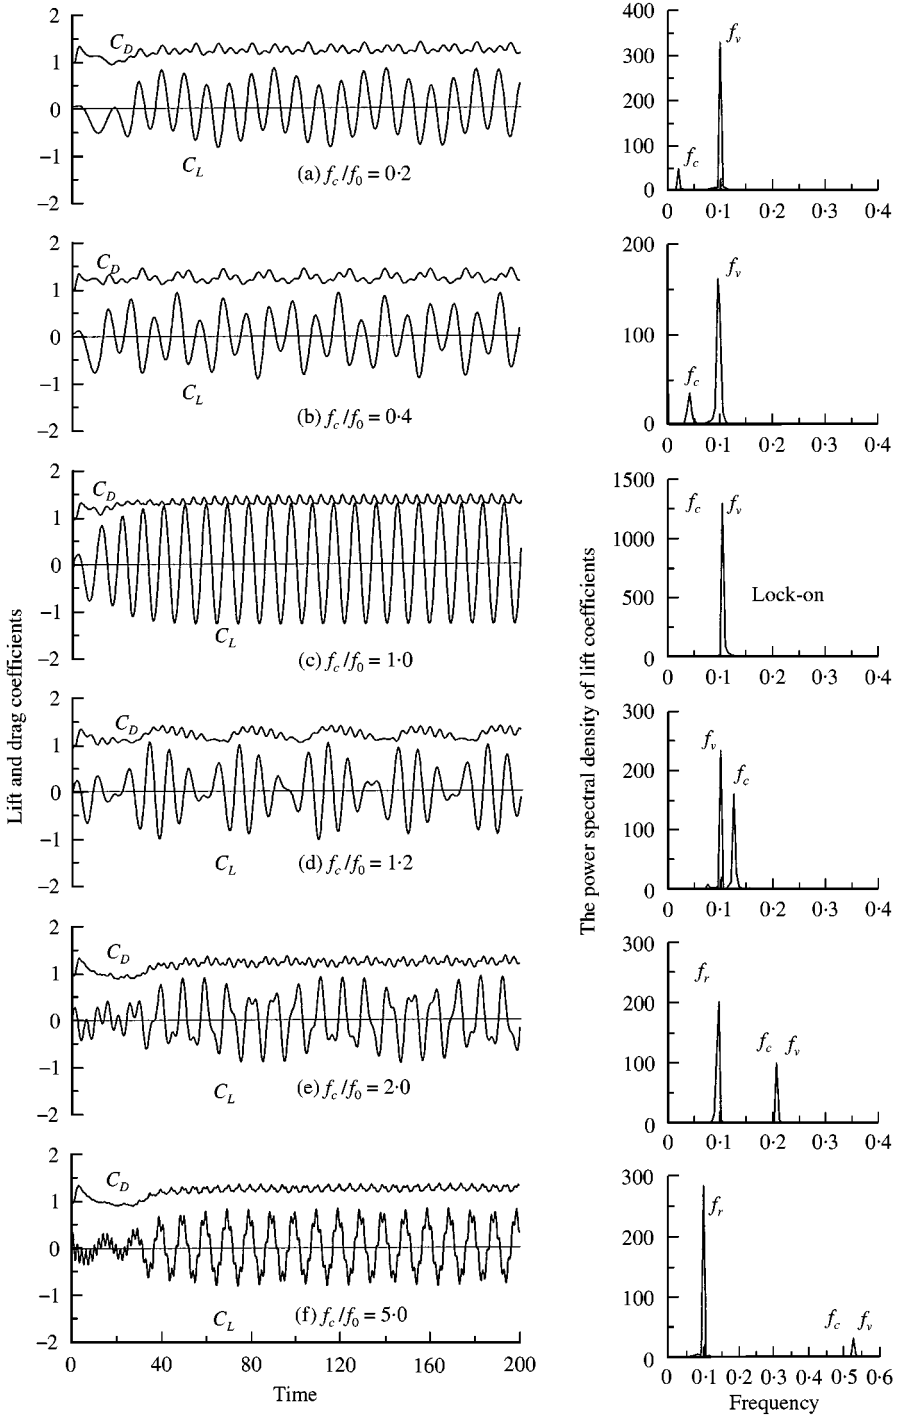 2
1
0
−1
−2
C_D
C_L
(a) f_c/f_0 = 0·2
400
300
200
100
0
f_v
f_c
0 0·1 0·2 0·3 0·4
2
1
0
−1
−2
C_D
C_L
(b) f_c/f_0 = 0·4
200
100
0
f_v
f_c
0 0·1 0·2 0·3 0·4
2
1
0
−1
−2
C_D
C_L
(c) f_c/f_0 = 1·0
1500
1000
500
0
f_c f_v
Lock-on
0 0·1 0·2 0·3 0·4
Lift and drag coefficients
The power spectral density of lift coefficients
2
1
0
−1
−2
C_D
C_L
(d) f_c/f_0 = 1·2
300
200
100
0
f_v
f_c
0 0·1 0·2 0·3 0·4
2
1
0
−1
−2
C_D
C_L
(e) f_c/f_0 = 2·0
300
200
100
0
f_r
f_c f_v
0 0·1 0·2 0·3 0·4
2
1
0
−1
−2
C_D
C_L
(f) f_c/f_0 = 5·0
0 40 80 120 160 200
Time
300
200
100
0
f_r
f_c f_v
0 0·1 0·2 0·3 0·4 0·5 0·6
Frequency